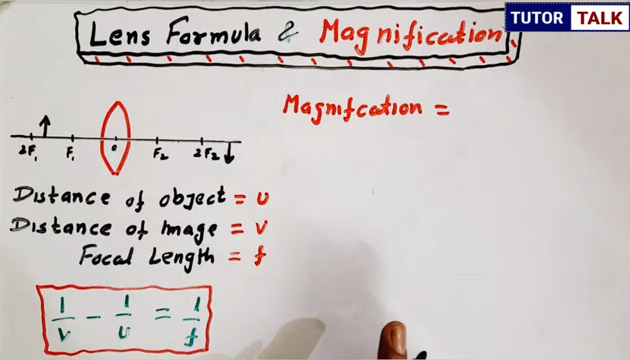 TUTOR TALK
Lens Formula & Magnification
Magnifcation =
2F₁ F₁ O F₂ 2F₂
Distance of object = u
Distance of Image = v
Focal Length = f
1/v - 1/u = 1/f